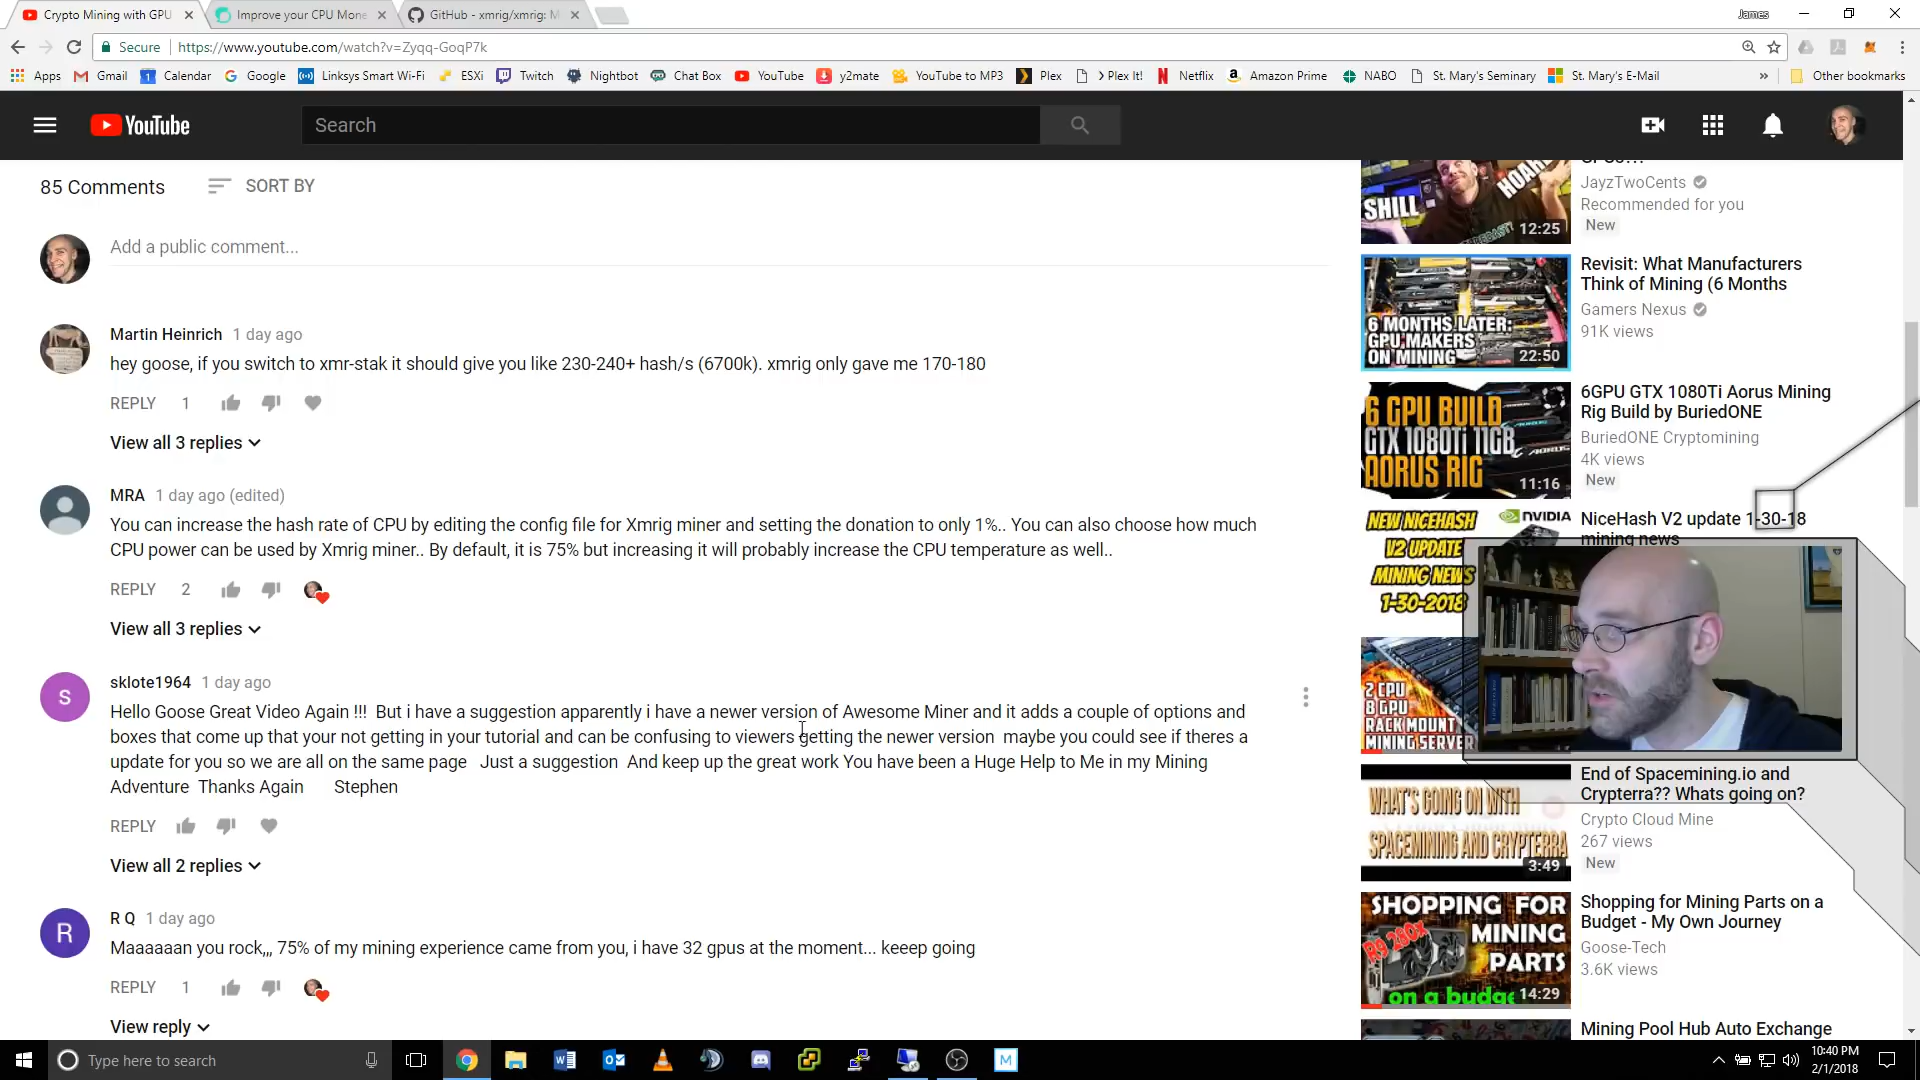 Crypto Mining with GPU
Improve your CPU Mone
GitHub - xmrig/xmrig: M
James
Secure
https://www.youtube.com/watch?v=Zyqq-GoqP7k
Apps
Gmail
1
Calendar
G
Google
Linksys Smart Wi-Fi
ESXi
Twitch
Nightbot
Chat Box
YouTube
y2mate
YouTube to MP3
Plex
Plex It!
N
Netflix
a
Amazon Prime
NABO
St. Mary's Seminary
St. Mary's E-Mail
»
Other bookmarks
YouTube
Search
85 Comments
SORT BY
Add a public comment...
Martin Heinrich 1 day ago
hey goose, if you switch to xmr-stak it should give you like 230-240+ hash/s (6700k). xmrig only gave me 170-180
REPLY 1
View all 3 replies
MRA 1 day ago (edited)
You can increase the hash rate of CPU by editing the config file for Xmrig miner and setting the donation to only 1%.. You can also choose how much
CPU power can be used by Xmrig miner.. By default, it is 75% but increasing it will probably increase the CPU temperature as well..
REPLY 2
View all 3 replies
S
sklote1964 1 day ago
Hello Goose Great Video Again !!! But i have a suggestion apparently i have a newer version of Awesome Miner and it adds a couple of options and
boxes that come up that your not getting in your tutorial and can be confusing to viewers getting the newer version maybe you could see if theres a
update for you so we are all on the same page Just a suggestion And keep up the great work You have been a Huge Help to Me in my Mining
Adventure Thanks Again Stephen
REPLY
View all 2 replies
R
R Q 1 day ago
Maaaaaan you rock,,, 75% of my mining experience came from you, i have 32 gpus at the moment... keeep going
REPLY 1
View reply
SHILL
HOAR
12:25
JayzTwoCents
Recommended for you
New
6 MONTHS LATER:
GPU MAKERS
ON MINING
22:50
Revisit: What Manufacturers
Think of Mining (6 Months
Gamers Nexus
91K views
6 GPU BUILD
GTX 1080Ti 11GB
AORUS RIG
11:16
6GPU GTX 1080Ti Aorus Mining
Rig Build by BuriedONE
BuriedONE Cryptomining
4K views
New
NEW NICEHASH
V2 UPDATE
MINING NEWS
1-30-2018
NVIDIA
NiceHash V2 update 1-30-18
mining news
2 CPU
8 GPU
RACK MOUNT
MINING SERVER
WHAT'S GOING ON WITH
SPACEMINING AND CRYPTERRA
3:49
End of Spacemining.io and
Crypterra?? Whats going on?
Crypto Cloud Mine
267 views
New
SHOPPING FOR
MINING
PARTS
R9 280x
on a budget
14:29
Shopping for Mining Parts on a
Budget - My Own Journey
Goose-Tech
3.6K views
Mining Pool Hub Auto Exchange
Type here to search
M
10:40 PM
2/1/2018